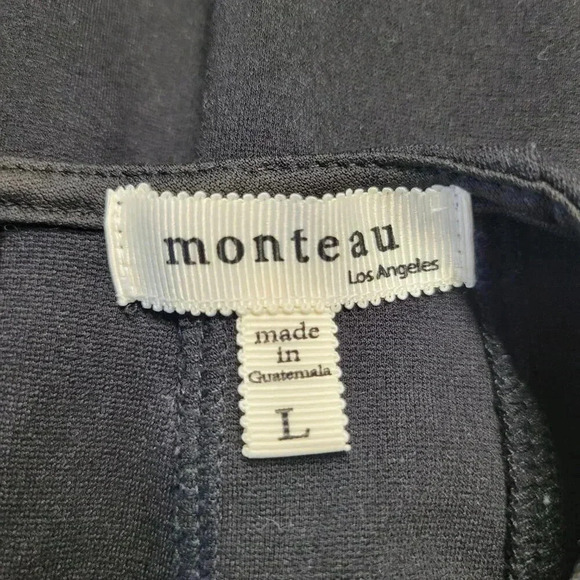 monteau
Los Angeles
made
in
Guatemala
L